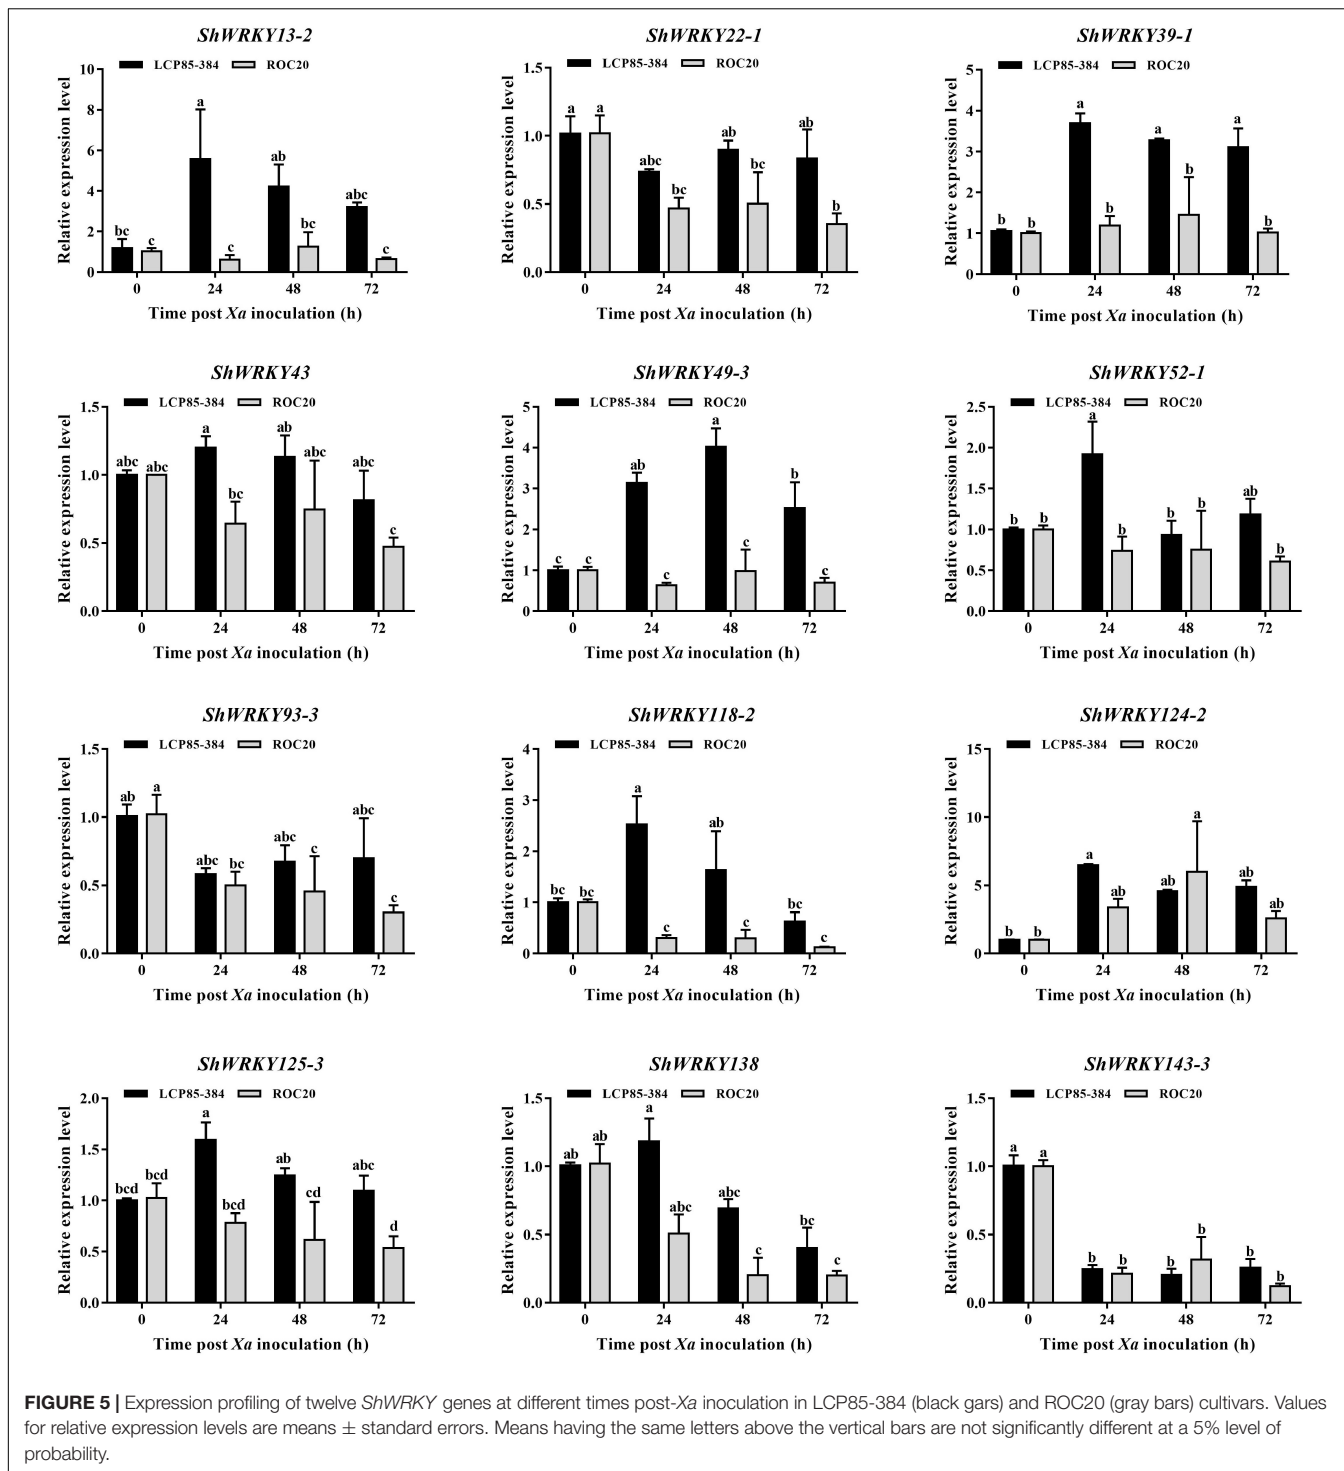 ShWRKY13-2
LCP85-384 ROC20
Relative expression level
10
8
6
4
2
0
bc c a c ab bc abc c
0 24 48 72
Time post Xa inoculation (h)
ShWRKY22-1
LCP85-384 ROC20
Relative expression level
1.5
1.0
0.5
0.0
a a abc bc ab bc ab b
0 24 48 72
Time post Xa inoculation (h)
ShWRKY39-1
LCP85-384 ROC20
Relative expression level
5
4
3
2
1
0
b b a b a b a b
0 24 48 72
Time post Xa inoculation (h)
ShWRKY43
LCP85-384 ROC20
Relative expression level
1.5
1.0
0.5
0.0
abc abc a bc ab abc abc c
0 24 48 72
Time post Xa inoculation (h)
ShWRKY49-3
LCP85-384 ROC20
Relative expression level
5
4
3
2
1
0
c c ab c a c b c
0 24 48 72
Time post Xa inoculation (h)
ShWRKY52-1
LCP85-384 ROC20
Relative expression level
2.5
2.0
1.5
1.0
0.5
0.0
b b a b b b ab b
0 24 48 72
Time post Xa inoculation (h)
ShWRKY93-3
LCP85-384 ROC20
Relative expression level
1.5
1.0
0.5
0.0
ab a abc bc abc c abc c
0 24 48 72
Time post Xa inoculation (h)
ShWRKY118-2
LCP85-384 ROC20
Relative expression level
4
3
2
1
0
bc bc a c ab c bc c
0 24 48 72
Time post Xa inoculation (h)
ShWRKY124-2
LCP85-384 ROC20
Relative expression level
15
10
5
0
b b a ab ab a ab ab
0 24 48 72
Time post Xa inoculation (h)
ShWRKY125-3
LCP85-384 ROC20
Relative expression level
2.0
1.5
1.0
0.5
0.0
bcd bcd a bcd ab cd abc d
0 24 48 72
Time post Xa inoculation (h)
ShWRKY138
LCP85-384 ROC20
Relative expression level
1.5
1.0
0.5
0.0
ab ab a abc abc c bc c
0 24 48 72
Time post Xa inoculation (h)
ShWRKY143-3
LCP85-384 ROC20
Relative expression level
1.5
1.0
0.5
0.0
a a b b b b b b
0 24 48 72
Time post Xa inoculation (h)
FIGURE 5 | Expression profiling of twelve ShWRKY genes at different times post-Xa inoculation in LCP85-384 (black gars) and ROC20 (gray bars) cultivars. Values
for relative expression levels are means ± standard errors. Means having the same letters above the vertical bars are not significantly different at a 5% level of
probability.